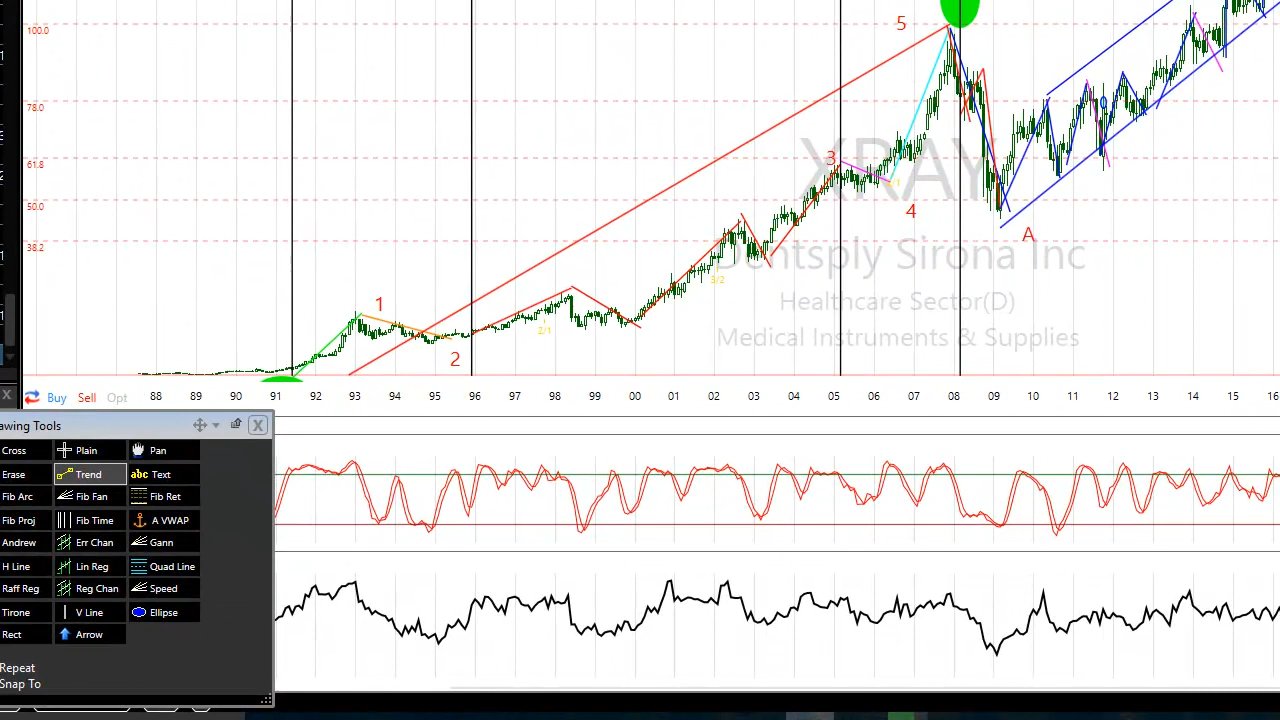 100.0
5
78.0
61.8
3
50.0
4
38.2
A
1
2
2/1
3/2
XRAY
Dentsply Sirona Inc
Healthcare Sector(D)
Medical Instruments & Supplies
Buy Sell Opt 88 89 90 91 92 93 94 95 96 97 98 99 00 01 02 03 04 05 06 07 08 09 10 11 12 13 14 15 16
awing Tools
Cross Plain Pan
Erase Trend abc Text
Fib Arc Fib Fan Fib Ret
Fib Proj Fib Time A VWAP
Andrew Err Chan Gann
H Line Lin Reg Quad Line
Raff Reg Reg Chan Speed
Tirone V Line Ellipse
Rect Arrow
Repeat
Snap To